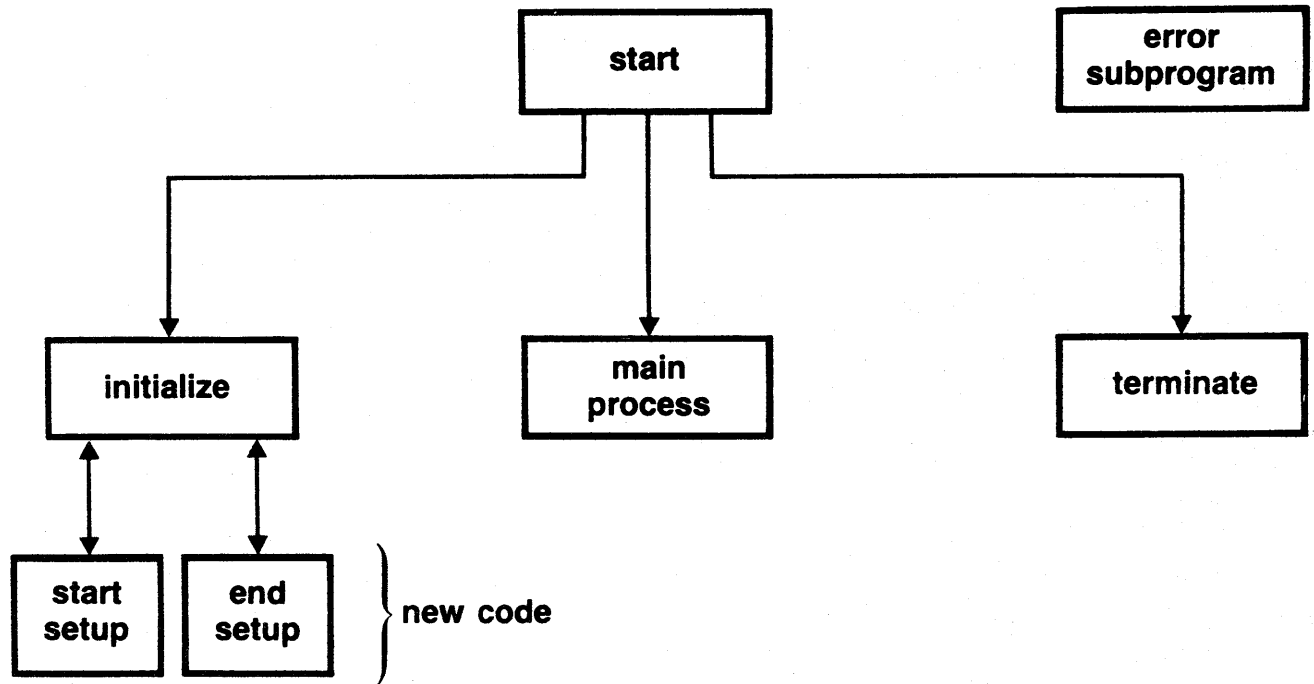 start
error
subprogram
initialize
main
process
terminate
start
setup
end
setup
new code